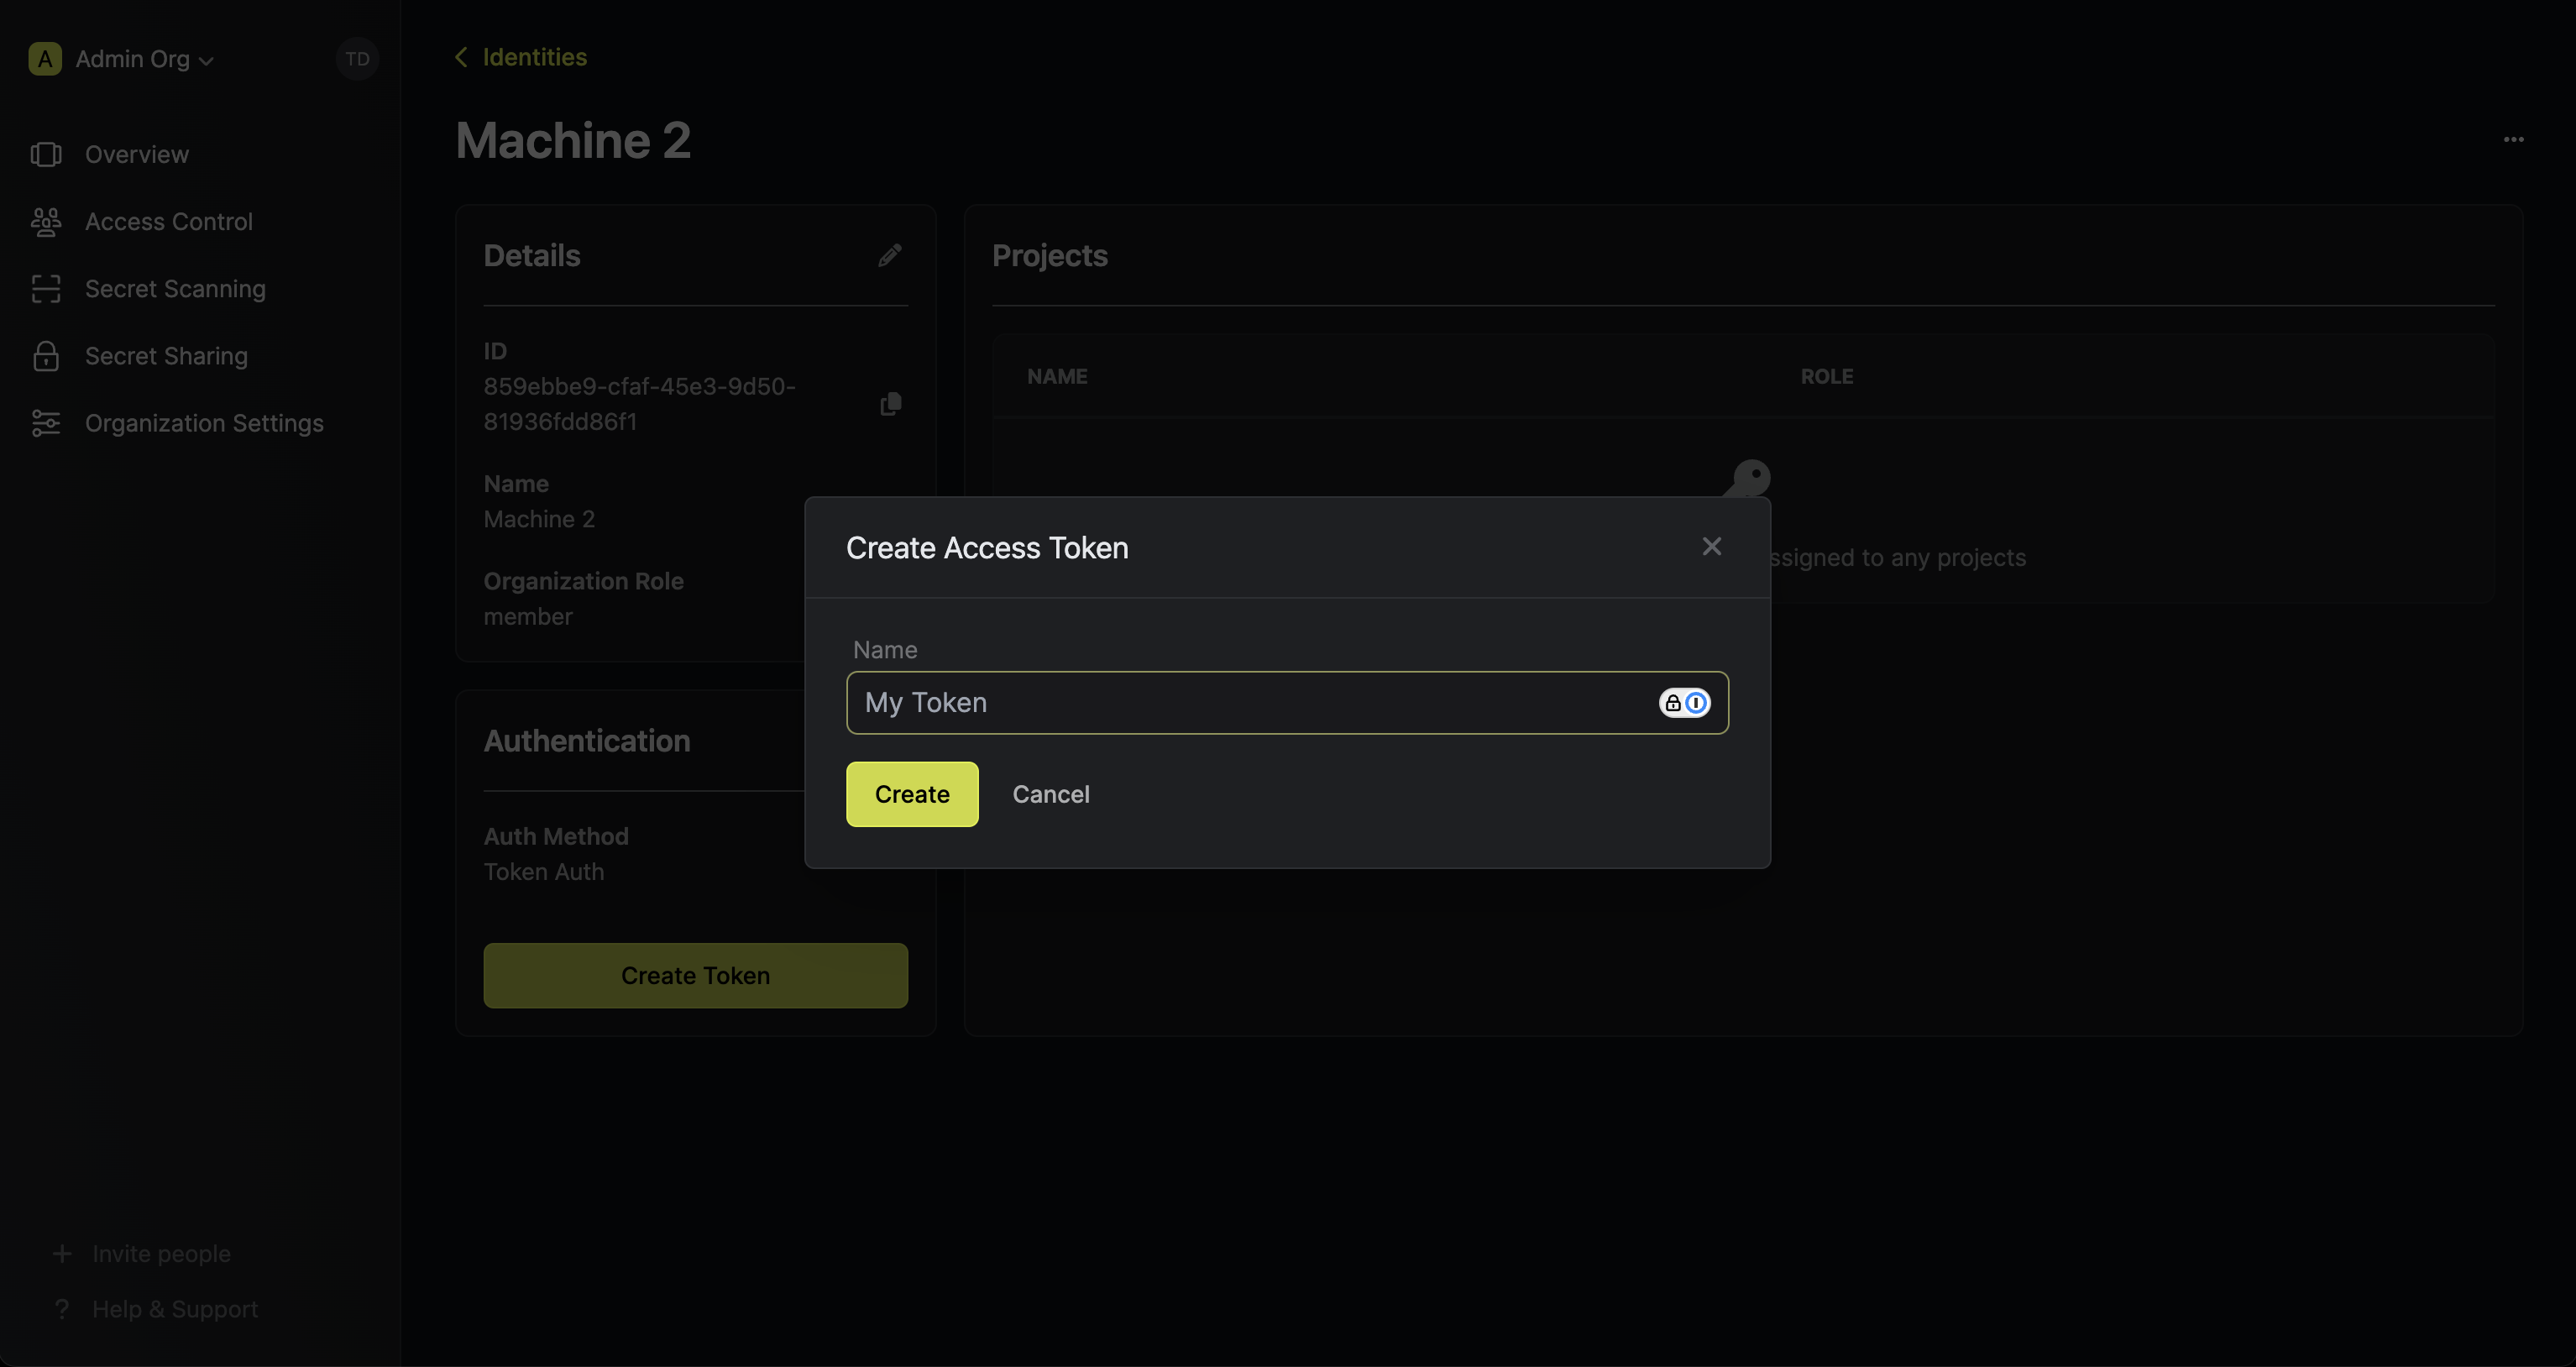 A Admin Org
TD
Overview
Access Control
Secret Scanning
Secret Sharing
Organization Settings
Invite people
? Help & Support
Identities
Machine 2
Details
ID
859ebbe9-cfaf-45e3-9d50-
81936fdd86f1
Name
Machine 2
Organization Role
member
Authentication
Auth Method
Token Auth
Create Token
Projects
NAME ROLE
ssigned to any projects
Create Access Token
Name
My Token
Create Cancel